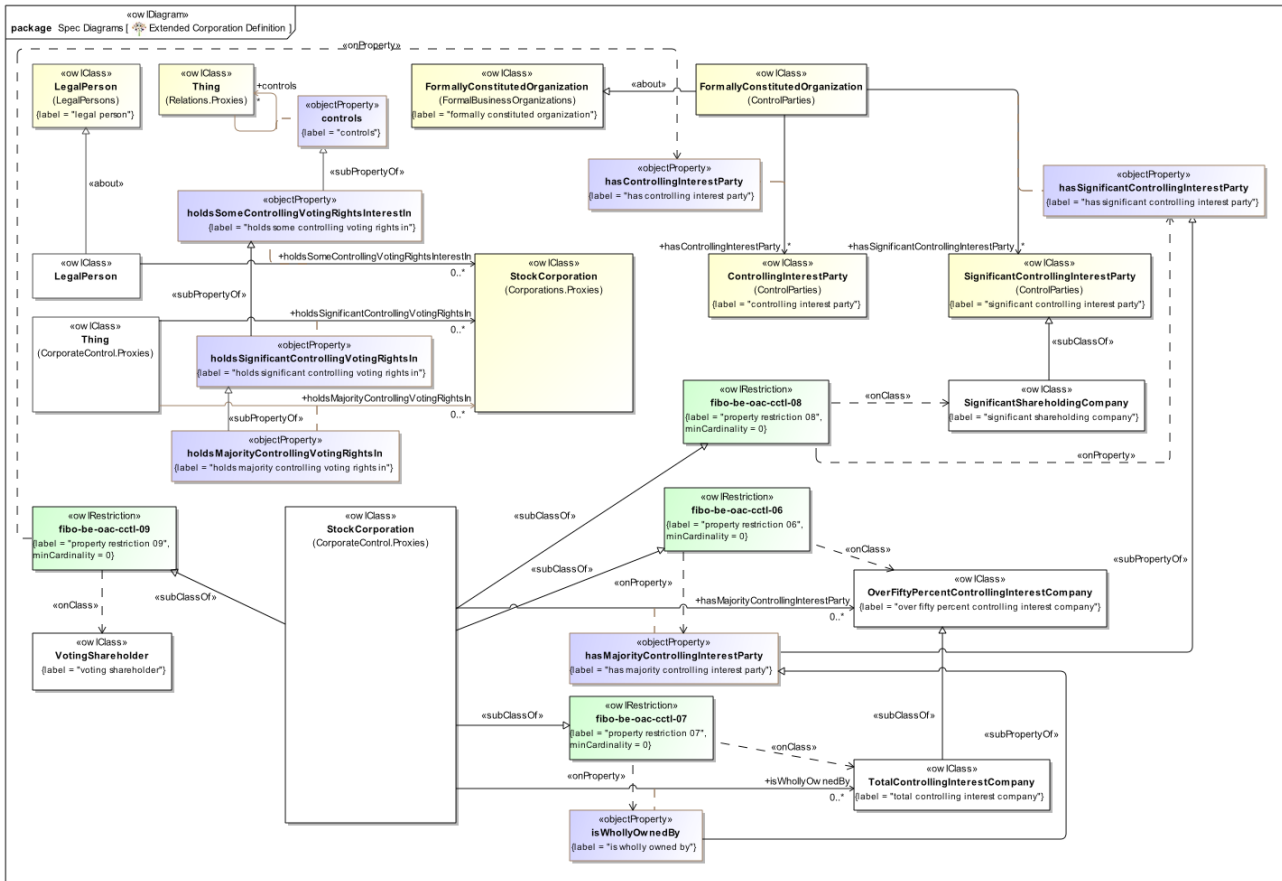 «owlDiagram»
package Spec Diagrams [ Extended Corporation Definition ]
«onProperty»
«owlClass»
LegalPerson
(LegalPersons)
{label = "legal person"}
«owlClass»
Thing
(Relations.Proxies)
+controls
*
«objectProperty»
controls
{label = "controls"}
«owlClass»
FormallyConstitutedOrganization
(FormalBusinessOrganizations)
{label = "formally constituted organization"}
«about»
«owlClass»
FormallyConstitutedOrganization
(ControlParties)
«about»
«subPropertyOf»
«objectProperty»
hasControllingInterestParty
{label = "has controlling interest party"}
«objectProperty»
hasSignificantControllingInterestParty
{label = "has significant controlling interest party"}
«objectProperty»
holdsSomeControllingVotingRightsInterestIn
{label = "holds some controlling voting rights in"}
+hasControllingInterestParty
*
+hasSignificantControllingInterestParty
*
«owlClass»
LegalPerson
+holdsSomeControllingVotingRightsInterestIn
0..*
«owlClass»
StockCorporation
(Corporations.Proxies)
«owlClass»
ControllingInterestParty
(ControlParties)
{label = "controlling interest party"}
«owlClass»
SignificantControllingInterestParty
(ControlParties)
{label = "significant controlling interest party"}
«subPropertyOf»
«owlClass»
Thing
(CorporateControl.Proxies)
+holdsSignificantControllingVotingRightsIn
0..*
«objectProperty»
holdsSignificantControllingVotingRightsIn
{label = "holds significant controlling voting rights in"}
«subClassOf»
+holdsMajorityControllingVotingRightsIn
0..*
«subPropertyOf»
«objectProperty»
holdsMajorityControllingVotingRightsIn
{label = "holds majority controlling voting rights in"}
«owlRestriction»
fibo-be-oac-cctl-08
{label = "property restriction 08",
minCardinality = 0}
«onClass»
«owlClass»
SignificantShareholdingCompany
{label = "significant shareholding company"}
«onProperty»
«owlRestriction»
fibo-be-oac-cctl-09
{label = "property restriction 09",
minCardinality = 0}
«owlClass»
StockCorporation
(CorporateControl.Proxies)
«subClassOf»
«owlRestriction»
fibo-be-oac-cctl-06
{label = "property restriction 06",
minCardinality = 0}
«onClass»
«subClassOf»
«subClassOf»
«onProperty»
«subPropertyOf»
«onClass»
«owlClass»
OverFiftyPercentControllingInterestCompany
{label = "over fifty percent controlling interest company"}
+hasMajorityControllingInterestParty
0..*
«owlClass»
VotingShareholder
{label = "voting shareholder"}
«objectProperty»
hasMajorityControllingInterestParty
{label = "has majority controlling interest party"}
«subClassOf»
«owlRestriction»
fibo-be-oac-cctl-07
{label = "property restriction 07",
minCardinality = 0}
«onClass»
«subClassOf»
«subPropertyOf»
«onProperty»
+isWhollyOwnedBy
0..*
«owlClass»
TotalControllingInterestCompany
{label = "total controlling interest company"}
«objectProperty»
isWhollyOwnedBy
{label = "is wholly owned by"}